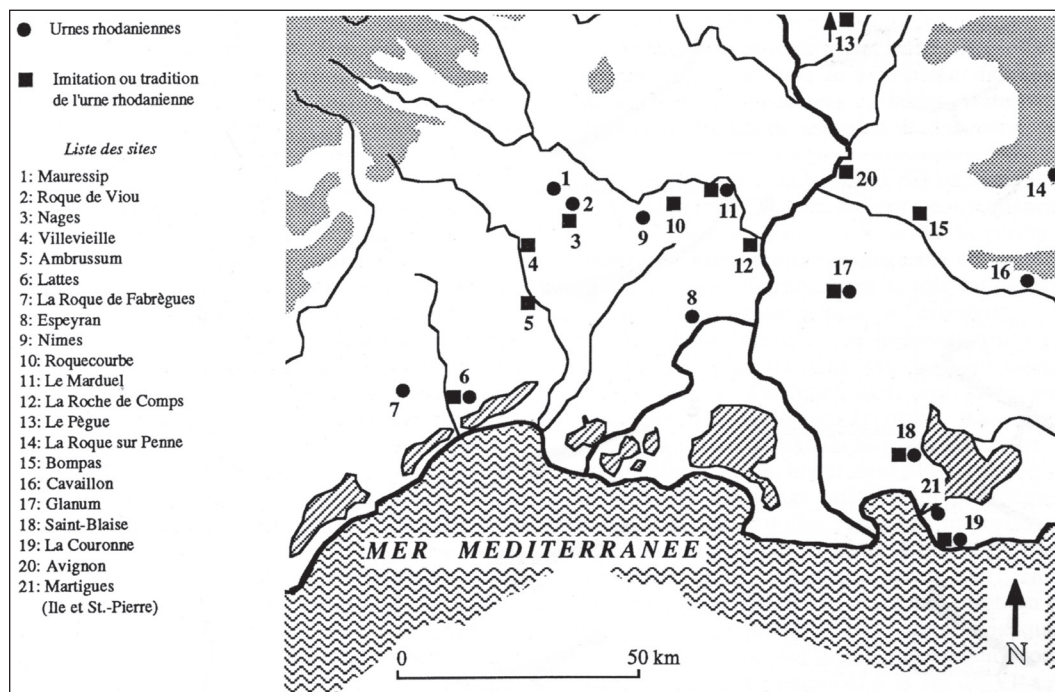 Urnes rhodaniennes
Imitation ou tradition
de l'urne rhodanienne
Liste des sites
1: Mauressip
2: Roque de Viou
3: Nages
4: Villevieille
5: Ambrussum
6: Lattes
7: La Roque de Fabrègues
8: Espeyran
9: Nimes
10: Roquecourbe
11: Le Marduel
12: La Roche de Comps
13: Le Pègue
14: La Roque sur Penne
15: Bompas
16: Cavaillon
17: Glanum
18: Saint-Blaise
19: La Couronne
20: Avignon
21: Martigues
(Ile et St.-Pierre)
13
1
2
3
4
5
6
7
8
9
10
11
12
20
14
15
16
17
18
21
19
MER MEDITERRANEE
0
50 km
N